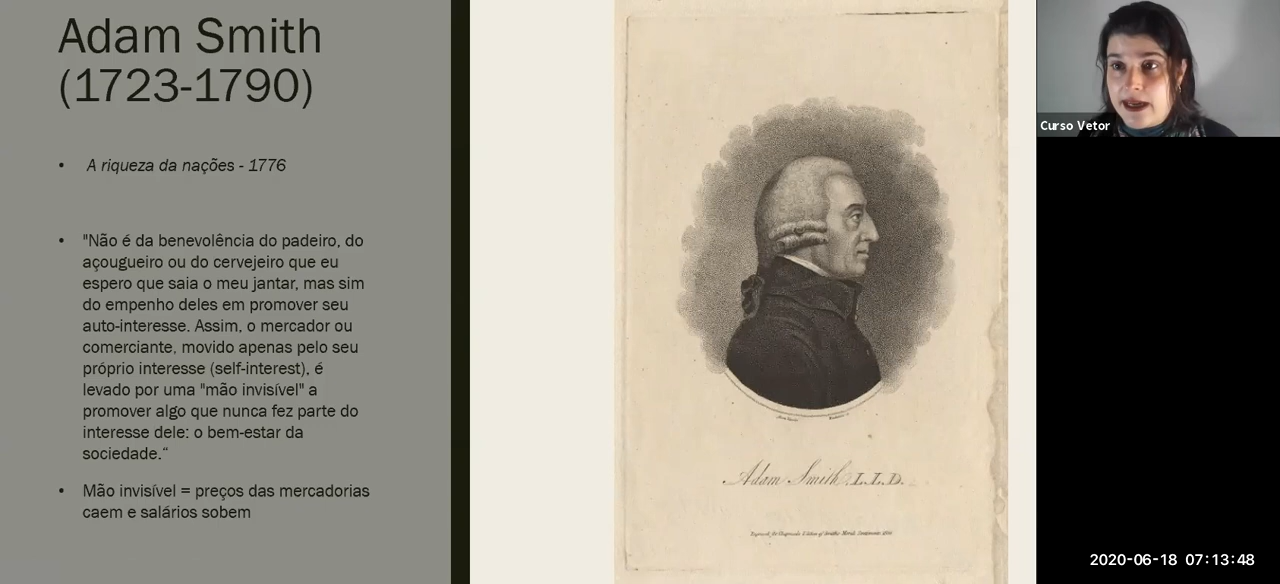 Adam Smith
(1723-1790)
• A riqueza da nações - 1776
• "Não é da benevolência do padeiro, do
açougueiro ou do cervejeiro que eu
espero que saia o meu jantar, mas sim
do empenho deles em promover seu
auto-interesse. Assim, o mercador ou
comerciante, movido apenas pelo seu
próprio interesse (self-interest), é
levado por uma "mão invisível" a
promover algo que nunca fez parte do
interesse dele: o bem-estar da
sociedade.“
• Mão invisível = preços das mercadorias
caem e salários sobem
Adam Smith L.L.D.
Curso Vetor
2020-06-18 07:13:48